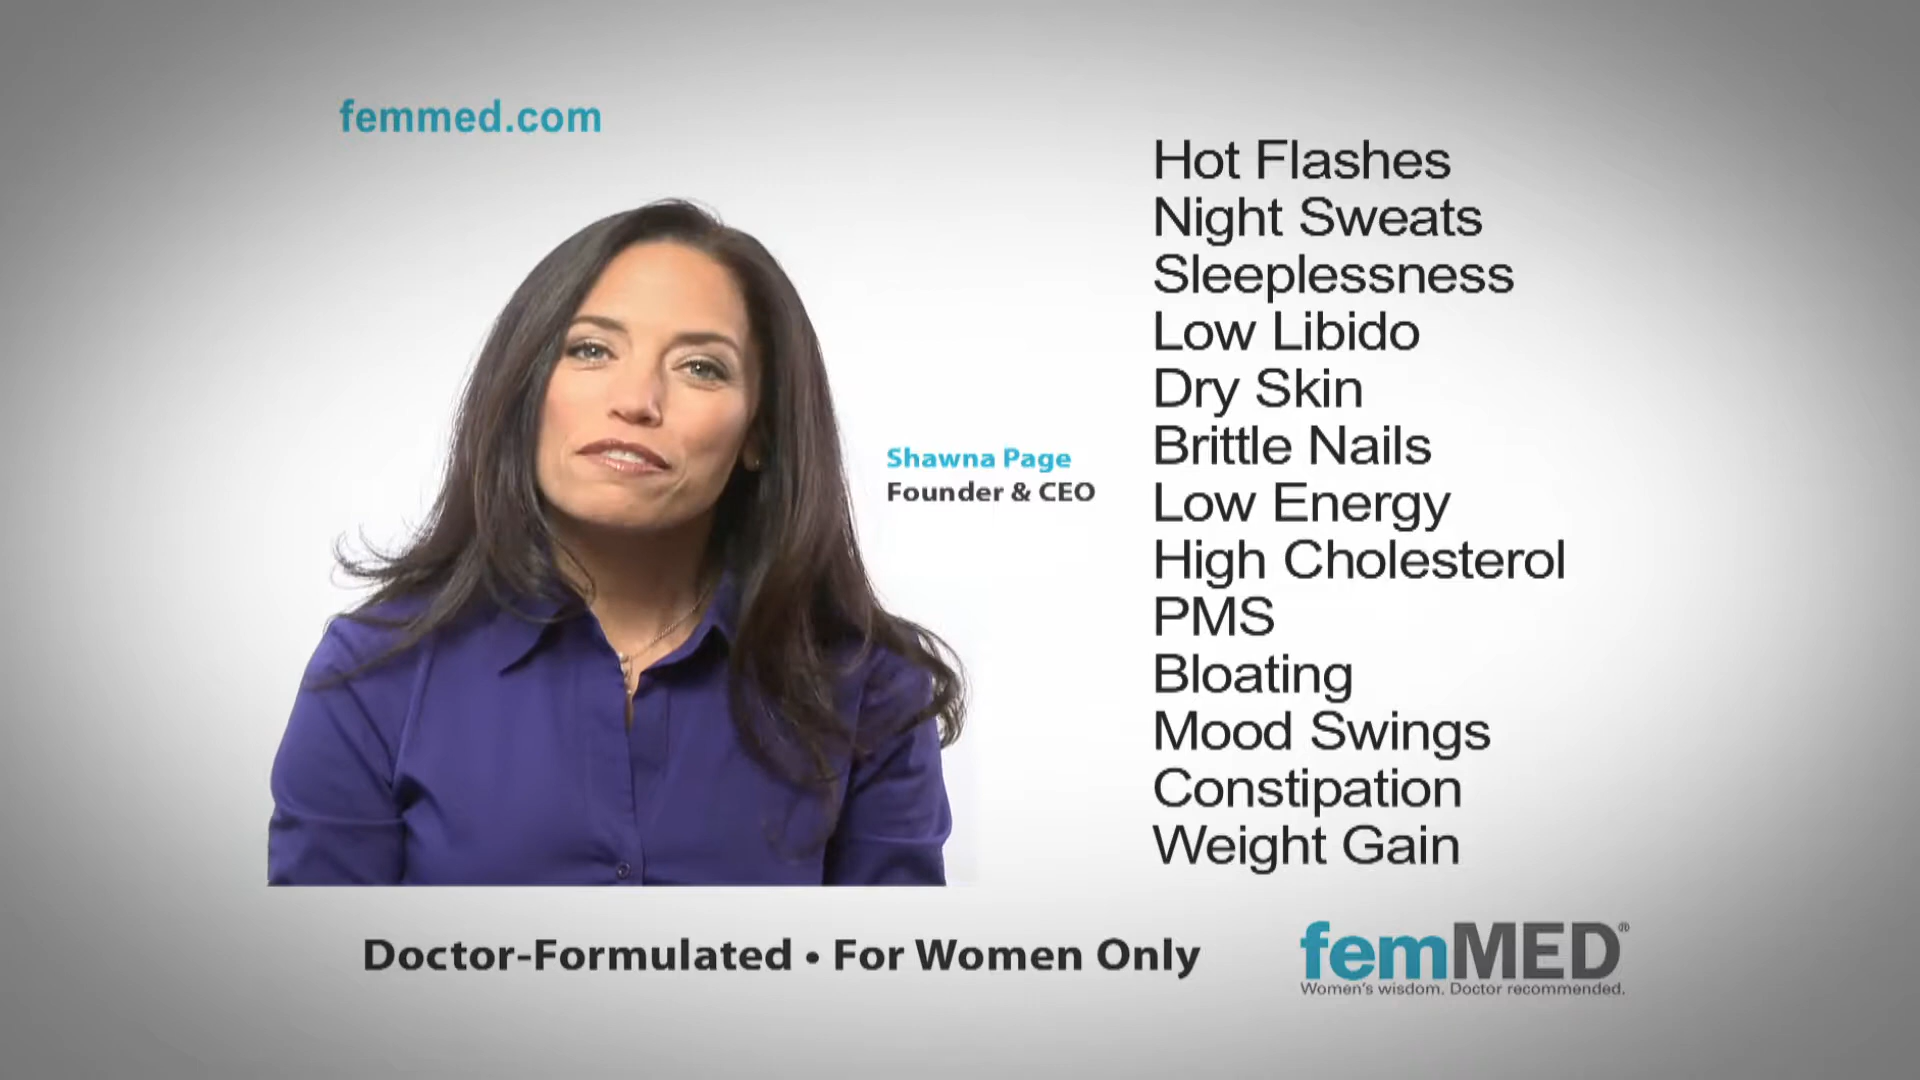 femmed.com
Shawna Page
Founder & CEO
Hot Flashes
Night Sweats
Sleeplessness
Low Libido
Dry Skin
Brittle Nails
Low Energy
High Cholesterol
PMS
Bloating
Mood Swings
Constipation
Weight Gain
Doctor-Formulated • For Women Only
femMED®
Women's wisdom. Doctor recommended.